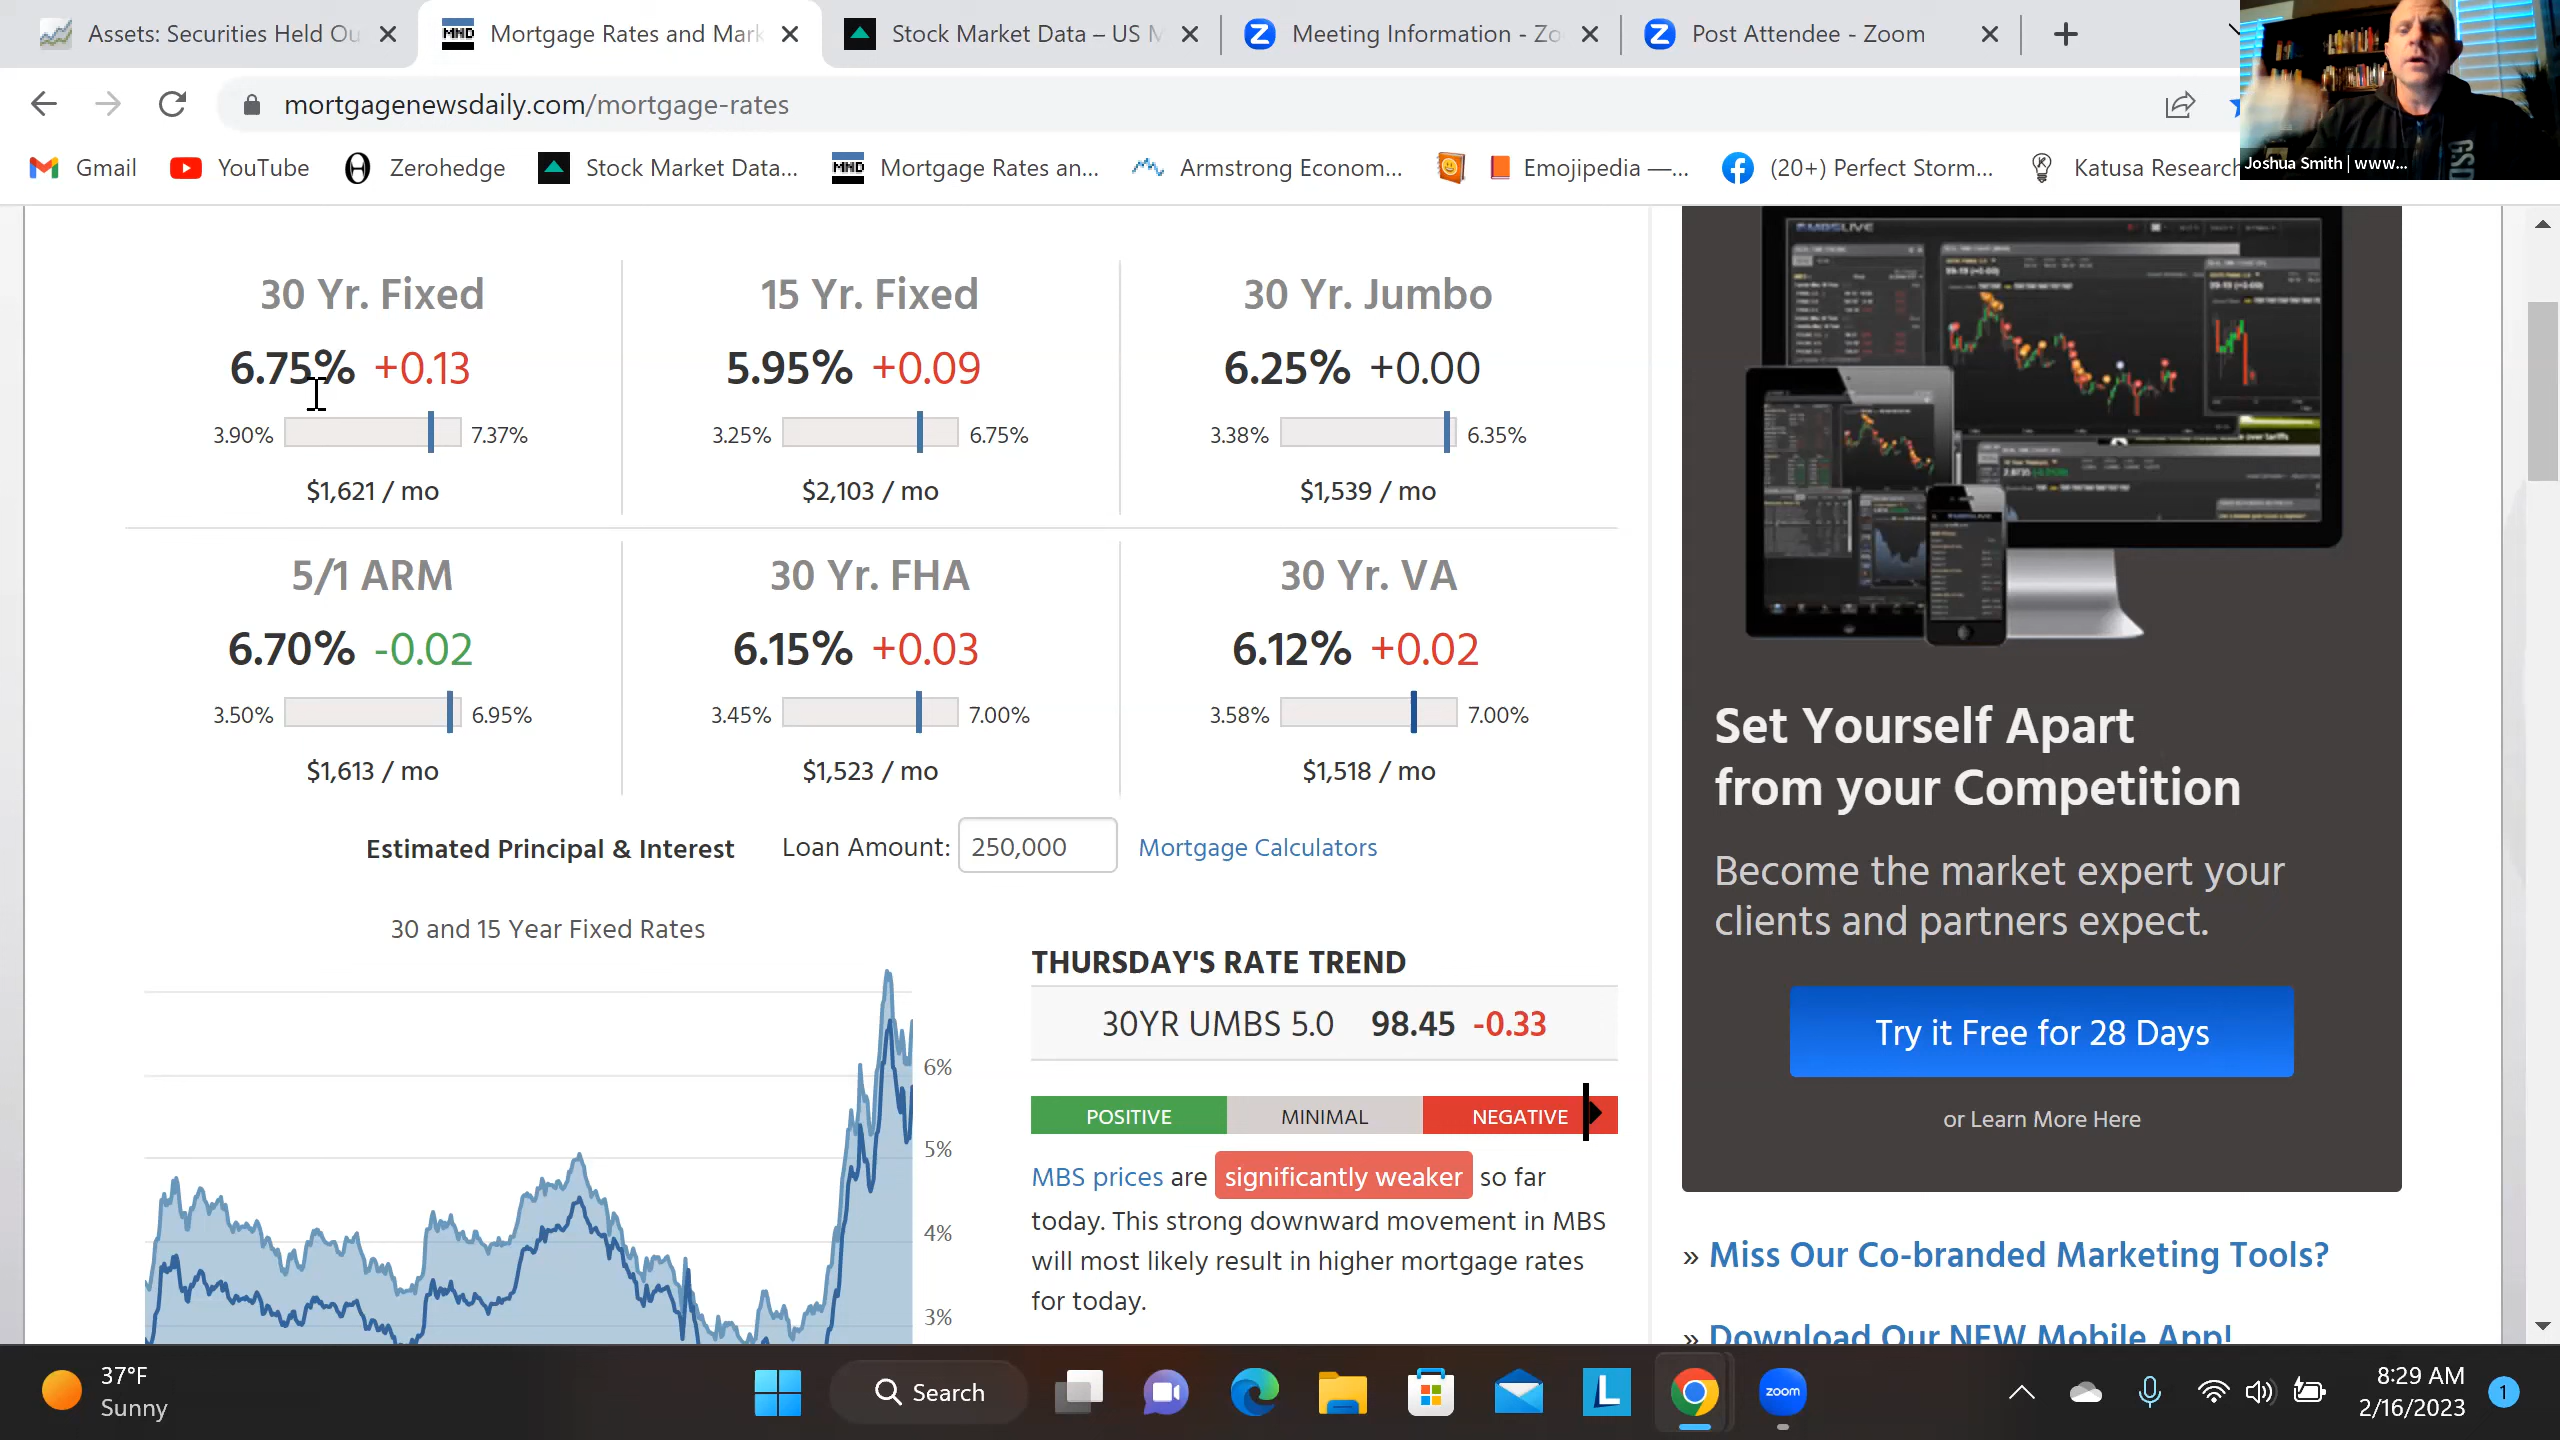 Assets: Securities Held Ou
MND
Mortgage Rates and Mark
Stock Market Data – US M
Meeting Information - Zo
Post Attendee - Zoom
mortgagenewsdaily.com/mortgage-rates
Gmail
YouTube
Zerohedge
Stock Market Data...
MND
Mortgage Rates an...
Armstrong Econom...
Emojipedia —...
(20+) Perfect Storm...
Katusa Research
Joshua Smith | www...
GSD
30 Yr. Fixed
6.75% +0.13
3.90% 7.37%
$1,621 / mo
15 Yr. Fixed
5.95% +0.09
3.25% 6.75%
$2,103 / mo
30 Yr. Jumbo
6.25% +0.00
3.38% 6.35%
$1,539 / mo
5/1 ARM
6.70% -0.02
3.50% 6.95%
$1,613 / mo
30 Yr. FHA
6.15% +0.03
3.45% 7.00%
$1,523 / mo
30 Yr. VA
6.12% +0.02
3.58% 7.00%
$1,518 / mo
Estimated Principal & Interest Loan Amount: 250,000 Mortgage Calculators
30 and 15 Year Fixed Rates
6%
5%
4%
3%
THURSDAY'S RATE TREND
30YR UMBS 5.0 98.45 -0.33
POSITIVE MINIMAL NEGATIVE
MBS prices are significantly weaker so far
today. This strong downward movement in MBS
will most likely result in higher mortgage rates
for today.
MBSLIVE
Set Yourself Apart
from your Competition
Become the market expert your
clients and partners expect.
Try it Free for 28 Days
or Learn More Here
» Miss Our Co-branded Marketing Tools?
» Download Our NEW Mobile App!
37°F
Sunny
Search
L
zoom
8:29 AM
2/16/2023
1